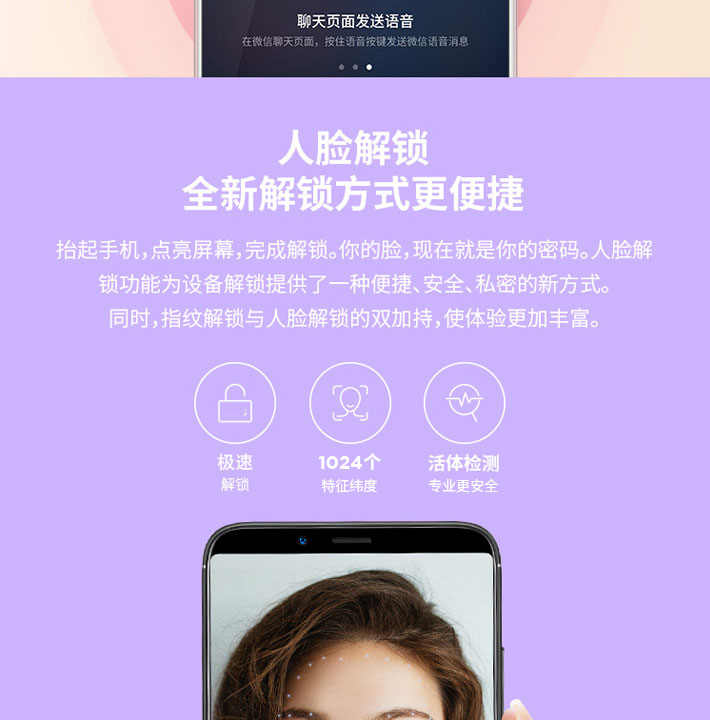 聊天页面发送语音
在微信聊天页面，按住语音按键发送微信语音消息
人脸解锁
全新解锁方式更便捷
抬起手机，点亮屏幕，完成解锁。你的脸，现在就是你的密码。人脸解
锁功能为设备解锁提供了一种便捷、安全、私密的新方式。
同时，指纹解锁与人脸解锁的双加持，使体验更加丰富。
极速
解锁
1024个
特征纬度
活体检测
专业更安全